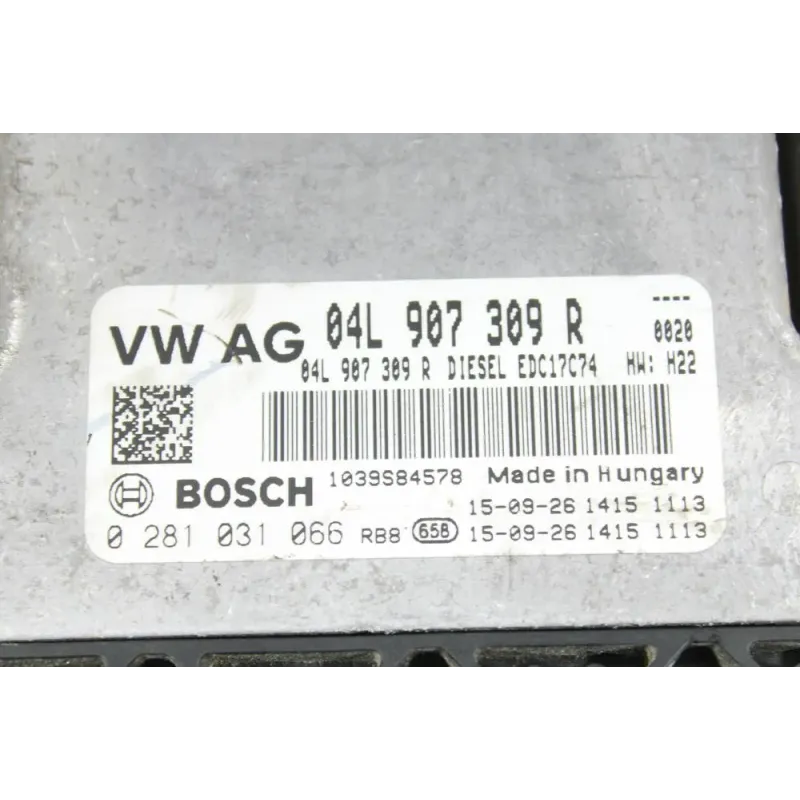 VW AG 04L 907 309 R ----
0020
04L 907 309 R DIESEL EDC17C74 HW: H22
1039S84578 Made in Hungary
BOSCH 15-09-26 1415 1113
0 281 031 066 RB8 658 15-09-26 1415 1113